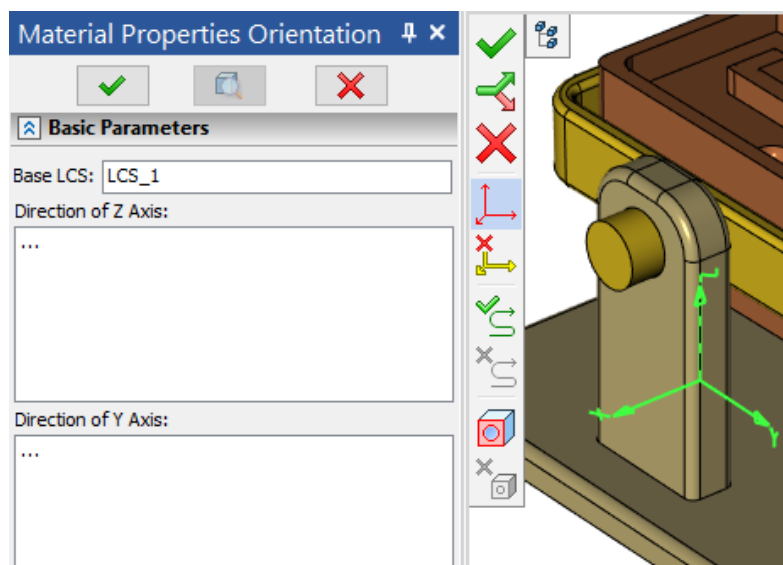 Material Properties Orientation
Basic Parameters
Base LCS: LCS_1
Direction of Z Axis:
...
Direction of Y Axis:
...
Z
X
Y